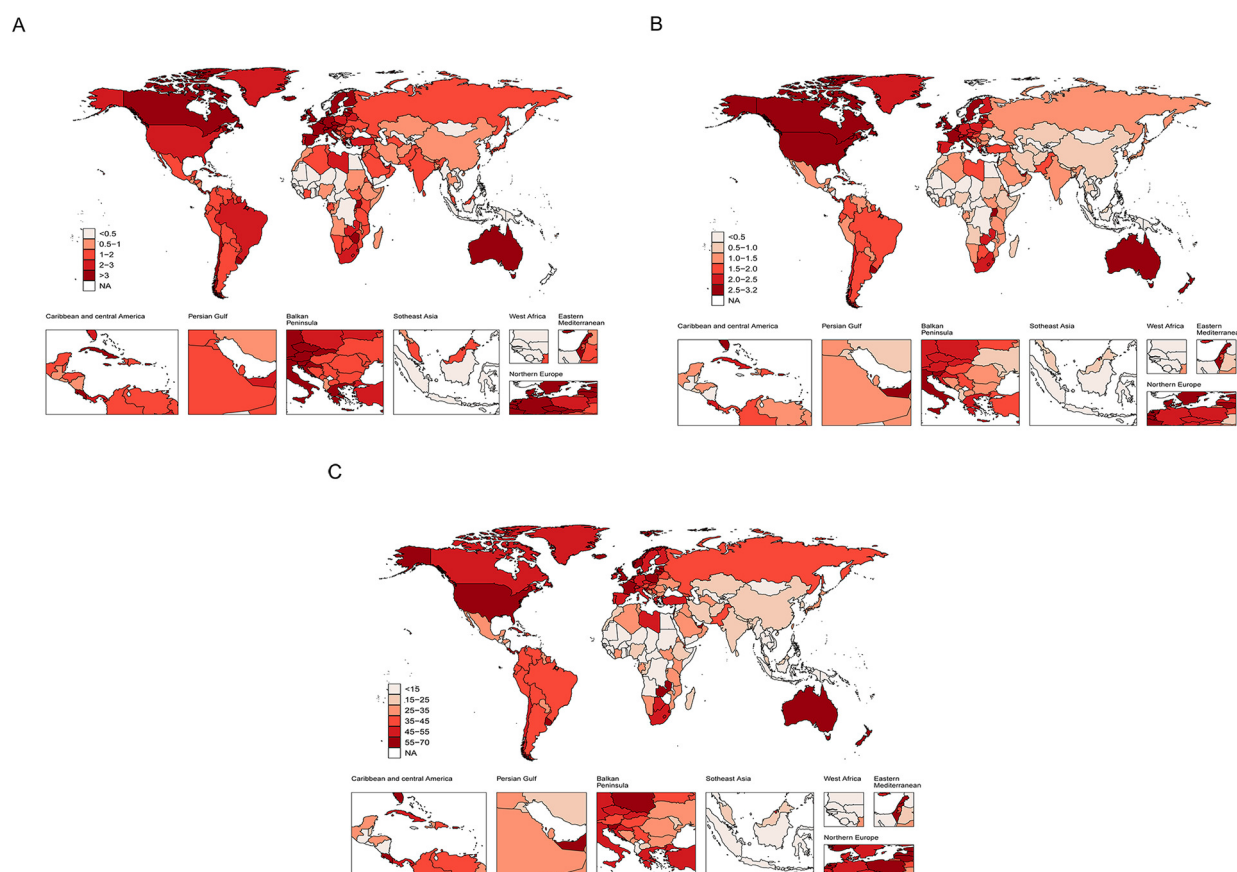 A
<0.5
0.5–1
1–2
2–3
>3
NA
Caribbean and central America
Persian Gulf
Balkan
Peninsula
Sotheast Asia
West Africa
Eastern
Mediterranean
Northern Europe
B
<0.5
0.5–1.0
1.0–1.5
1.5–2.0
2.0–2.5
2.5–3.2
NA
Caribbean and central America
Persian Gulf
Balkan
Peninsula
Sotheast Asia
West Africa
Eastern
Mediterranean
Northern Europe
C
<15
15–25
25–35
35–45
45–55
55–70
NA
Caribbean and central America
Persian Gulf
Balkan
Peninsula
Sotheast Asia
West Africa
Eastern
Mediterranean
Northern Europe